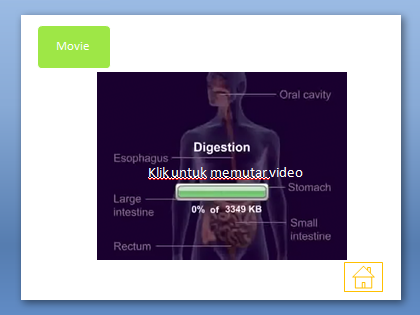 Movie
Oral cavity
Digestion
Esophagus
Klik untuk memutar video
Stomach
Large
intestine
0% of 3349 KB
Small
intestine
Rectum